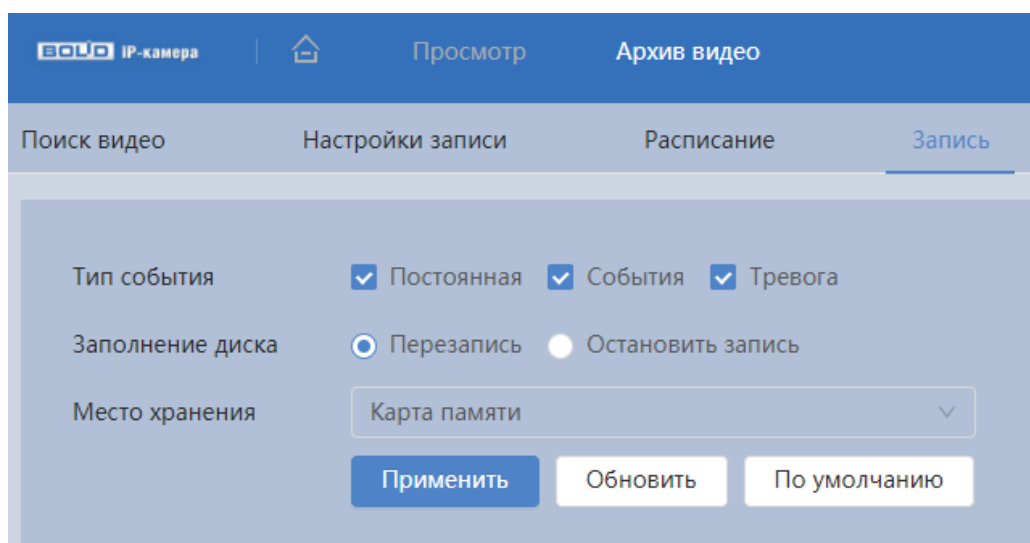 BOLID IP-камера Просмотр Архив видео
Поиск видео Настройки записи Расписание Запись
Тип события Постоянная События Тревога
Заполнение диска Перезапись Остановить запись
Место хранения Карта памяти
Применить Обновить По умолчанию